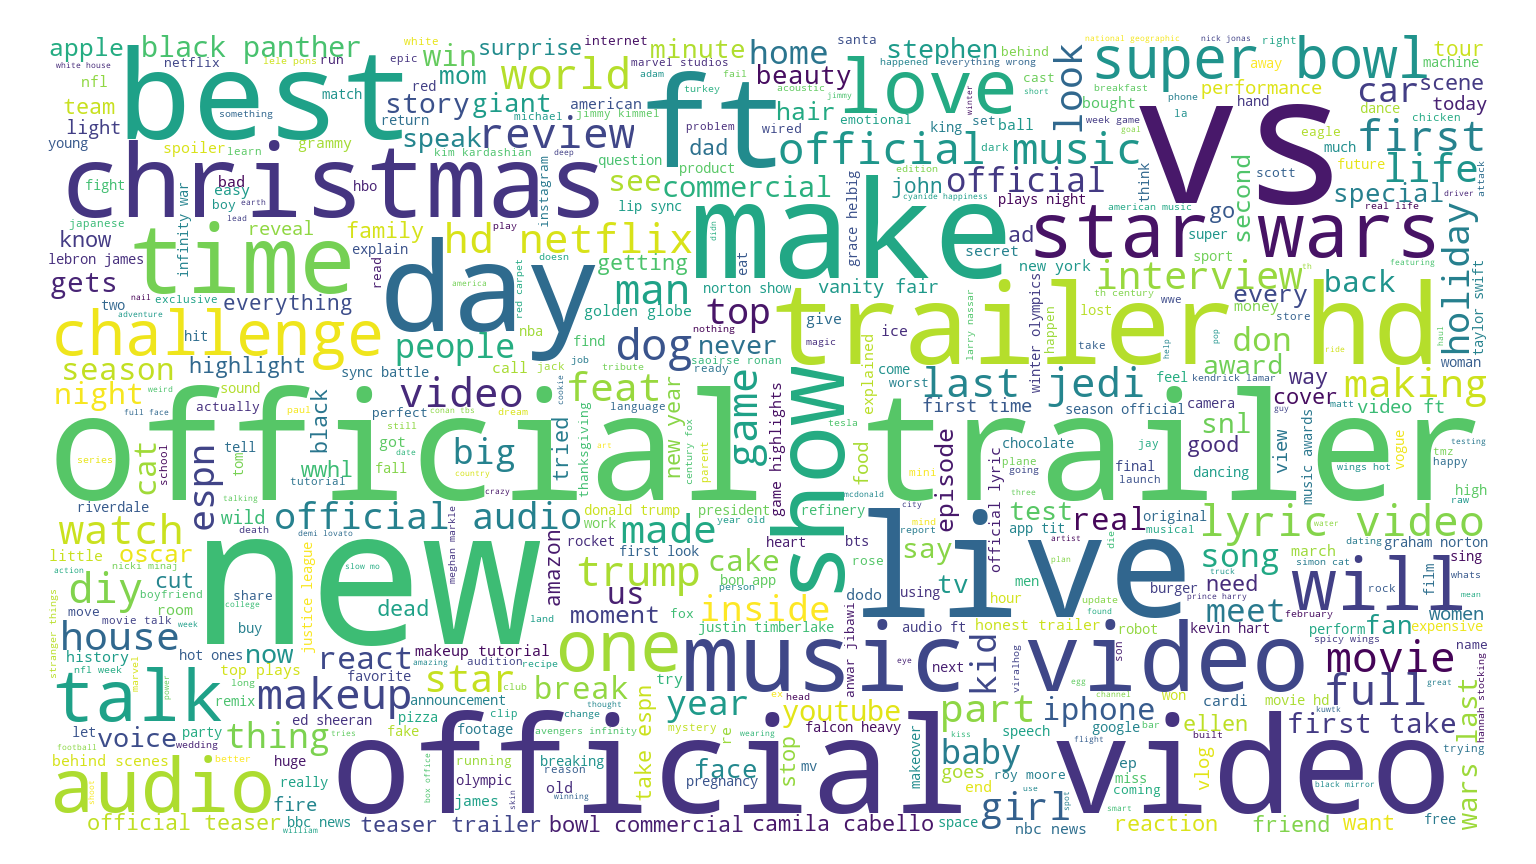 apple
black panther
white
win
surprise
internet
santa
minute
home
stephen
behind
national geographic
nick jonas
right
tour
white house
netflix
lele pons
run
epic
mom
world
marvel studios
beauty
happened
everything wrong
look
super bowl
away
machine
nfl
best
red
adam
fail
ft
love
cast
short
breakfast
performance
car
scene
team
match
story
giant
american
turkey
acoustic
jimmy
hair
emotional
winter
bought
phone
hand
today
light
something
return
michael
jimmy kimmel
problem
wired
king
set
ball
week game
la
dance
chicken
young
spoiler
learn
grammy
speak
review
dad
official
dark
music
goal
vs
eagle
first
christmas
kim kardashian
deep
question
product
edition
much
fight
bad
hbo
instagram
see
commercial
john
official
think
scott
future
life
attack
easy
boy
earth
lip sync
cyanide happiness
plays night
special
driver
japanese
lead
play
make
grace helbig
american music
second
real life
know
reveal
family
didn
ad
star wars
go
super
holiday
lebron james
time
infinity war
explain
hd netflix
doesn
eat
secret
sport
featuring
gets
read
day
getting
norton show
new york
interview
th
back
taylor swift
two
nail
exclusive
everything
america
red carpet
man
vanity fair
winter olympics
th century
wwe
every
adventure
golden globe
top
give
ice
larry nassar
happen
lost
money
store
challenge
hit
nba
nothing
trailer hd
pop
haul
people
find
dog
never
magic
take
help
don
ride
woman
season
highlight
sync battle
call
jack
job
saoirse ronan
ready
explained
come
worst
last jedi
kendrick lamar
feel
award
way
making
night
weird
sound
video
tribute
feat
cookie
show
game
first time
season official
camera
cover
guy
matt
video ft
full face
actually
paul
perfect
conan tbs
dream
language
tesla
official
trailer
cat
school
tell
black
still
got
date
big
tried
thanksgiving
art
new year
century fox
game highlights
food
mini
plane
going
chocolate
jay
snl
good
view
music awards
wings hot
vogue
tmz
testing
happy
series
espn
tom
wwhl
fall
tutorial
country
parent
final
launch
dancing
high
riverdale
talking
crazy
mcdonald
three
raw
watch
wild
official audio
donald trump
president
refinery
city
episode
official lyric
test
real
original
lyric video
death
demi lovato
work
made
year old
mind
report
app tit
musical
water
little
oscar
new
meghan markle
amazon
rocket
first look
heart
bts
live
artist
die
song
march
dating
graham norton
action
nicki minaj
justice league
slow mo
trump
cake
rose
say
plan
simon cat
sing
diy
cut
boyfriend
share
college
dead
us
bon app
person
dodo
tv
men
truck
prince harry
will
rock
film
whats
stranger things
move
room
land
moment
fox
inside
using
hour
update
found
burger
need
meet
february
mean
house
movie talk
week
buy
one
justin timberlake
anwar jibawi
audio ft
honest trailer
robot
kevin hart
perform
fan
women
expensive
history
hot ones
now
react
makeup tutorial
audition
amazing
recipe
music video
eye
next
kid
son
spicy wings
movie
name
nfl week
marvel
top plays
favorite
star
break
try
viralhog
egg
channel
great
talk
remix
long
power
makeup
announcement
club
thought
year
ex
head
youtube
part
iphone
cardi
won
movie hd
full
wars last
hannah stocking
let
voice
party
wedding
ed sheeran
pizza
clip
change
mystery
wearing
falcon heavy
kiss
speech
google
bar
ellen
kuwtk
first take
football
tries
thing
fake
footage
avengers infinity
take espn
re
makeover
baby
flight
built
trying
behind scenes
better
huge
running
breaking
stop
mv
official video
goes
roy moore
ep
vlog
audio
shoot
really
box office
olympic
reason
face
pregnancy
end
use
miss
coming
black mirror
fire
james
skin
old
winning
girl
spot
smart
official teaser
bbc news
william
teaser trailer
bowl commercial
camila cabello
space
nbc news
reaction
friend
want
free